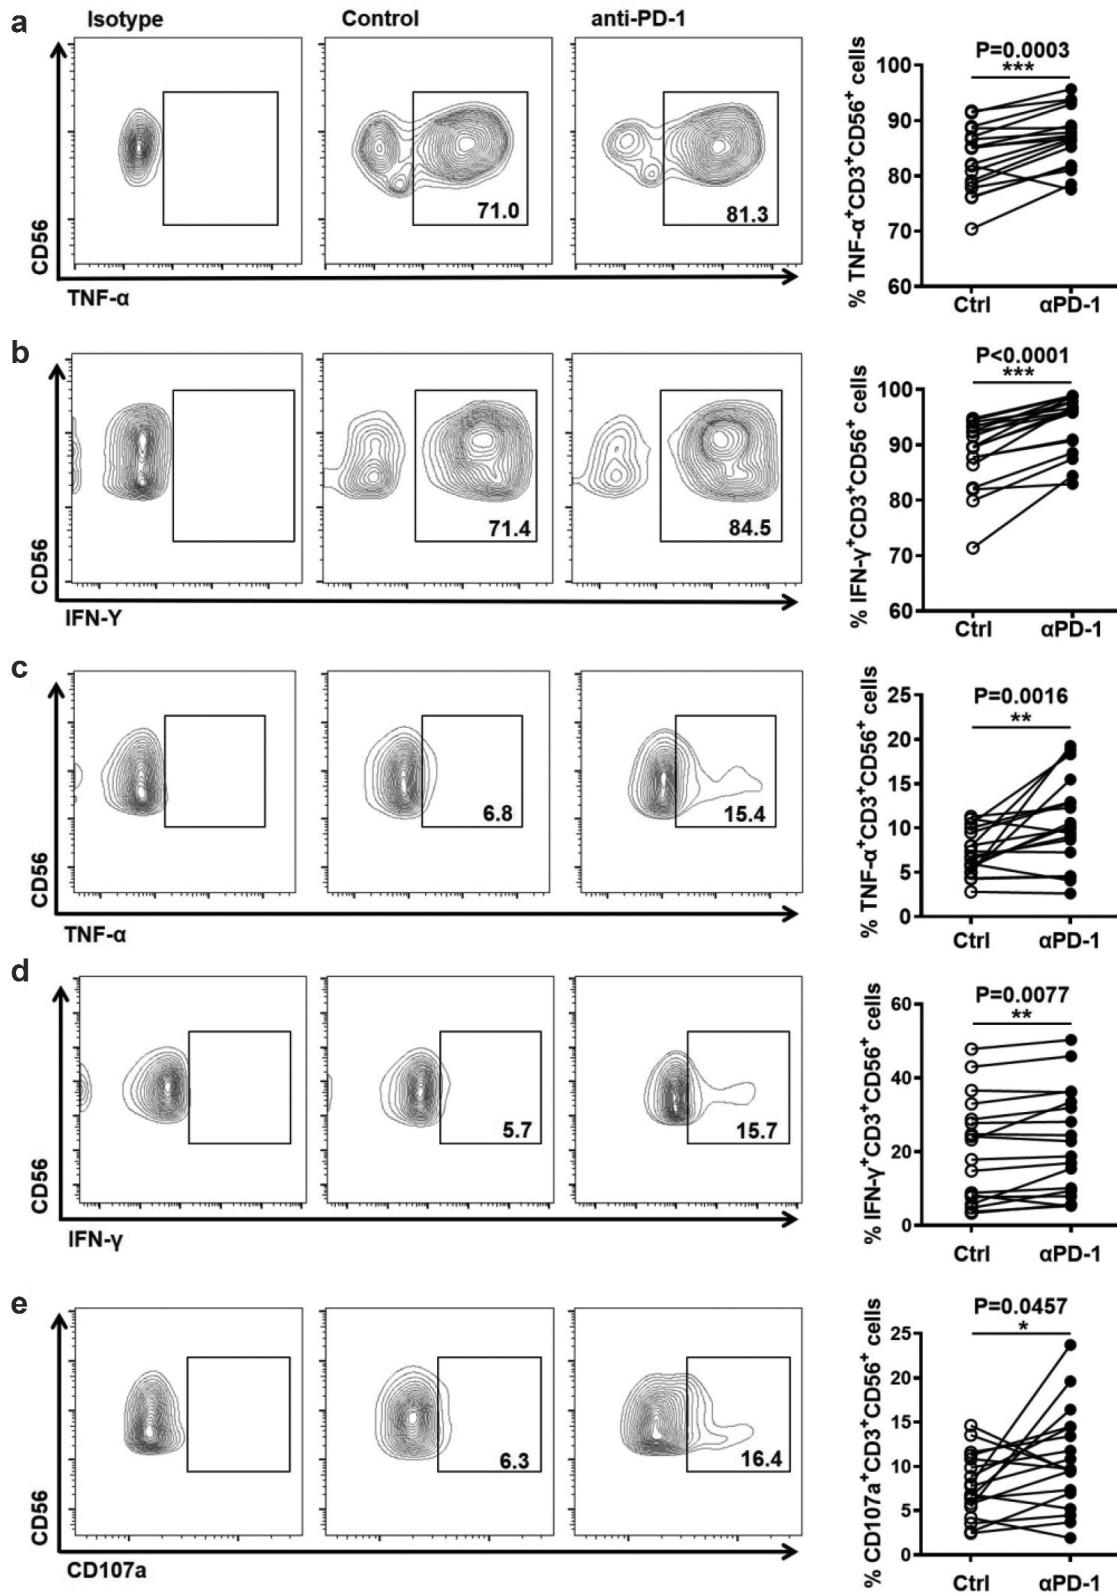 a
Isotype
Control
anti-PD-1
CD56
71.0
81.3
TNF-α
% TNF-α⁺CD3⁺CD56⁺ cells
P=0.0003
***
100
90
80
70
60
Ctrl
αPD-1
b
CD56
71.4
84.5
IFN-Y
% IFN-γ⁺CD3⁺CD56⁺ cells
P<0.0001
***
100
90
80
70
60
Ctrl
αPD-1
c
CD56
6.8
15.4
TNF-α
% TNF-α⁺CD3⁺CD56⁺ cells
P=0.0016
**
25
20
15
10
5
0
Ctrl
αPD-1
d
CD56
5.7
15.7
IFN-γ
% IFN-γ⁺CD3⁺CD56⁺ cells
P=0.0077
**
60
40
20
0
Ctrl
αPD-1
e
CD56
6.3
16.4
CD107a
% CD107a⁺CD3⁺CD56⁺ cells
P=0.0457
*
25
20
15
10
5
0
Ctrl
αPD-1